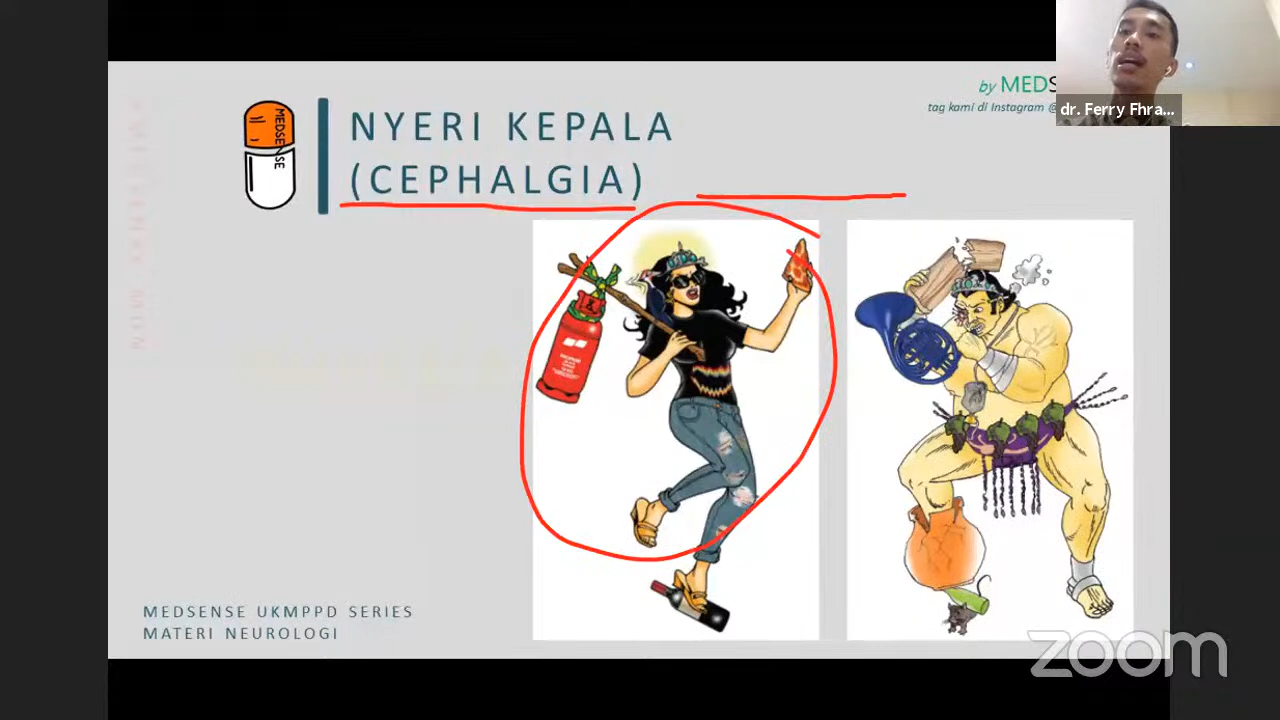 by MEDS
tag kami di Instagram @
dr. Ferry Fhra...
MEDSENSE
NYERI KEPALA
(CEPHALGIA)
MEDSENSE UKMPPD SERIES
MATERI NEUROLOGI
zoom